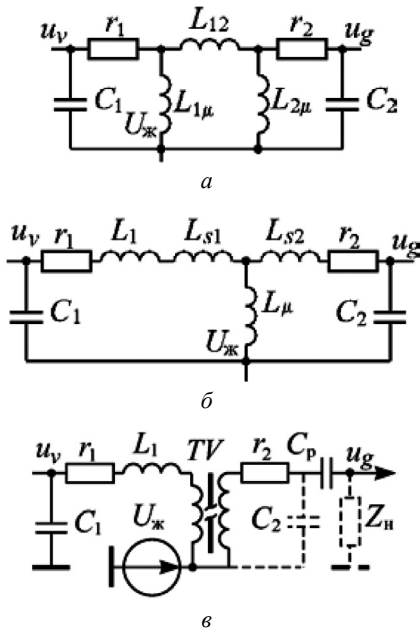 u_v r_1 L_12 r_2 u_g
C_1 L_1μ L_2μ C_2
U_ж
а
u_v r_1 L_1 L_s1 L_s2 r_2 u_g
C_1 L_μ C_2
U_ж
б
u_v r_1 L_1 TV r_2 C_р u_g
C_1 U_ж C_2 Z_н
в